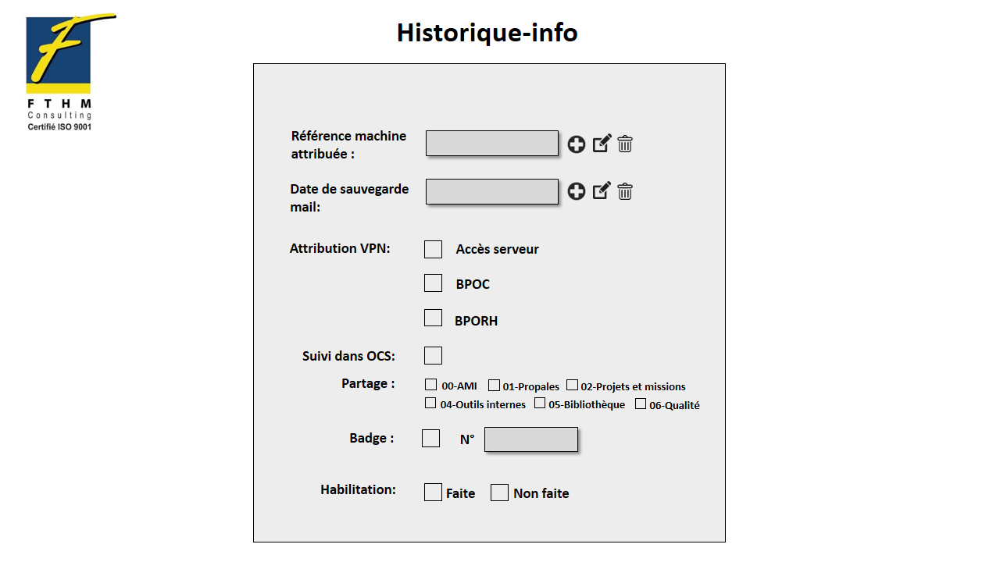 Historique-info
F T H M
Consulting
Certifié ISO 9001
Référence machine
attribuée :
Date de sauvegarde
mail:
Attribution VPN:
Accès serveur
BPOC
BPORH
Suivi dans OCS:
Partage :
00-AMI 01-Propales 02-Projets et missions
04-Outils internes 05-Bibliothèque 06-Qualité
Badge : N°
Habilitation: Faite Non faite